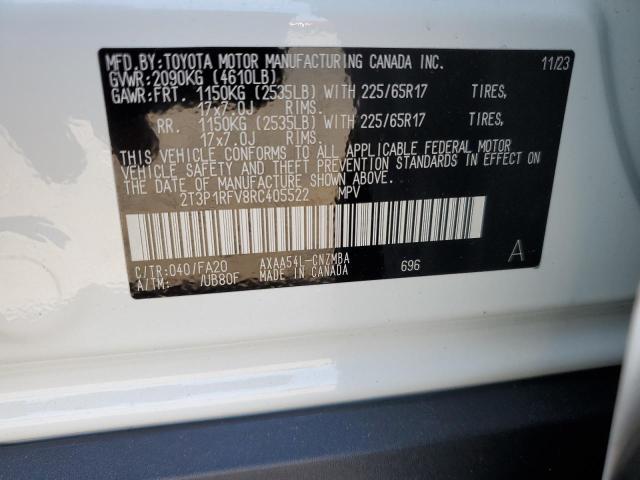 MFD.BY:TOYOTA MOTOR MANUFACTURING CANADA INC. 11/23
GVWR:2090KG (4610LB)
GAWR:FRT. 1150KG (2535LB) WITH 225/65R17 TIRES,
17x7.0J RIMS.
RR. 1150KG (2535LB) WITH 225/65R17 TIRES,
17x7.0J RIMS.
THIS VEHICLE CONFORMS TO ALL APPLICABLE FEDERAL MOTOR
VEHICLE SAFETY AND THEFT PREVENTION STANDARDS IN EFFECT
ON THE DATE OF MANUFACTURE SHOWN ABOVE.
2T3P1RFV8RC405522 MPV
C/TR:040/FA20 AXAA54L-CNZMBA A
A/TM: /UB80F MADE IN CANADA 696